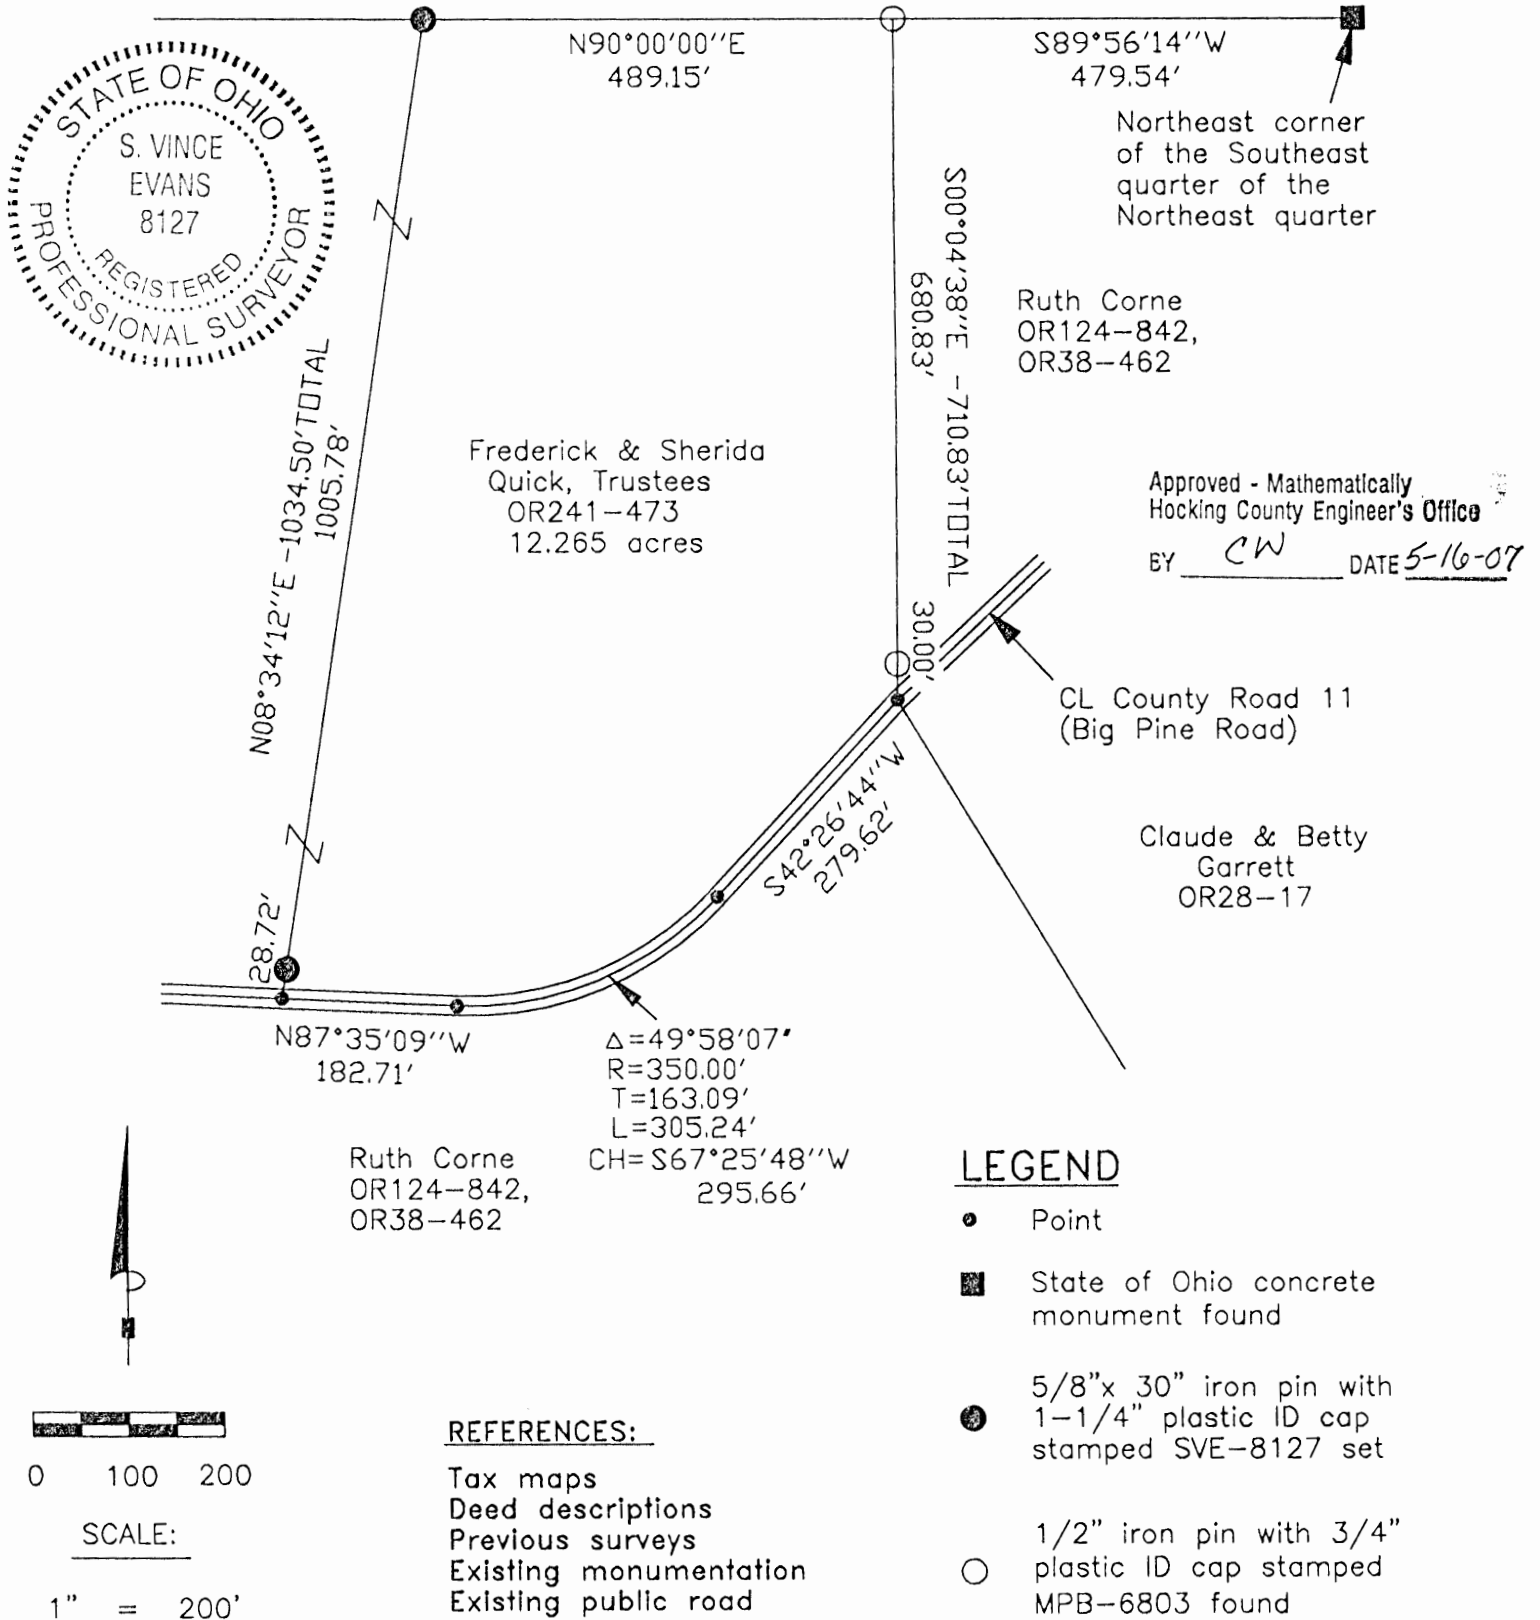 N90°00'00''E
489.15'
S89°56'14''W
479.54'
STATE OF OHIO
S. VINCE
EVANS
8127
REGISTERED
PROFESSIONAL SURVEYOR
Northeast corner
of the Southeast
quarter of the
Northeast quarter
S00°04'38''E -710.83'TOTAL
680.83'
30.00'
Ruth Corne
OR124-842,
OR38-462
N08°34'12''E -1034.50'TOTAL
1005.78'
28.72'
Frederick & Sherida
Quick, Trustees
OR241-473
12.265 acres
Approved - Mathematically
Hocking County Engineer's Office
BY CW DATE 5-16-07
CL County Road 11
(Big Pine Road)
S42°26'44''W
279.62'
Claude & Betty
Garrett
OR28-17
N87°35'09''W
182.71'
Δ=49°58'07"
R=350.00'
T=163.09'
L=305.24'
CH= S67°25'48''W
295.66'
Ruth Corne
OR124-842,
OR38-462
LEGEND
Point
State of Ohio concrete
monument found
5/8"x 30" iron pin with
1-1/4" plastic ID cap
stamped SVE-8127 set
1/2" iron pin with 3/4"
plastic ID cap stamped
MPB-6803 found
0 100 200
SCALE:
1" = 200'
REFERENCES:
Tax maps
Deed descriptions
Previous surveys
Existing monumentation
Existing public road